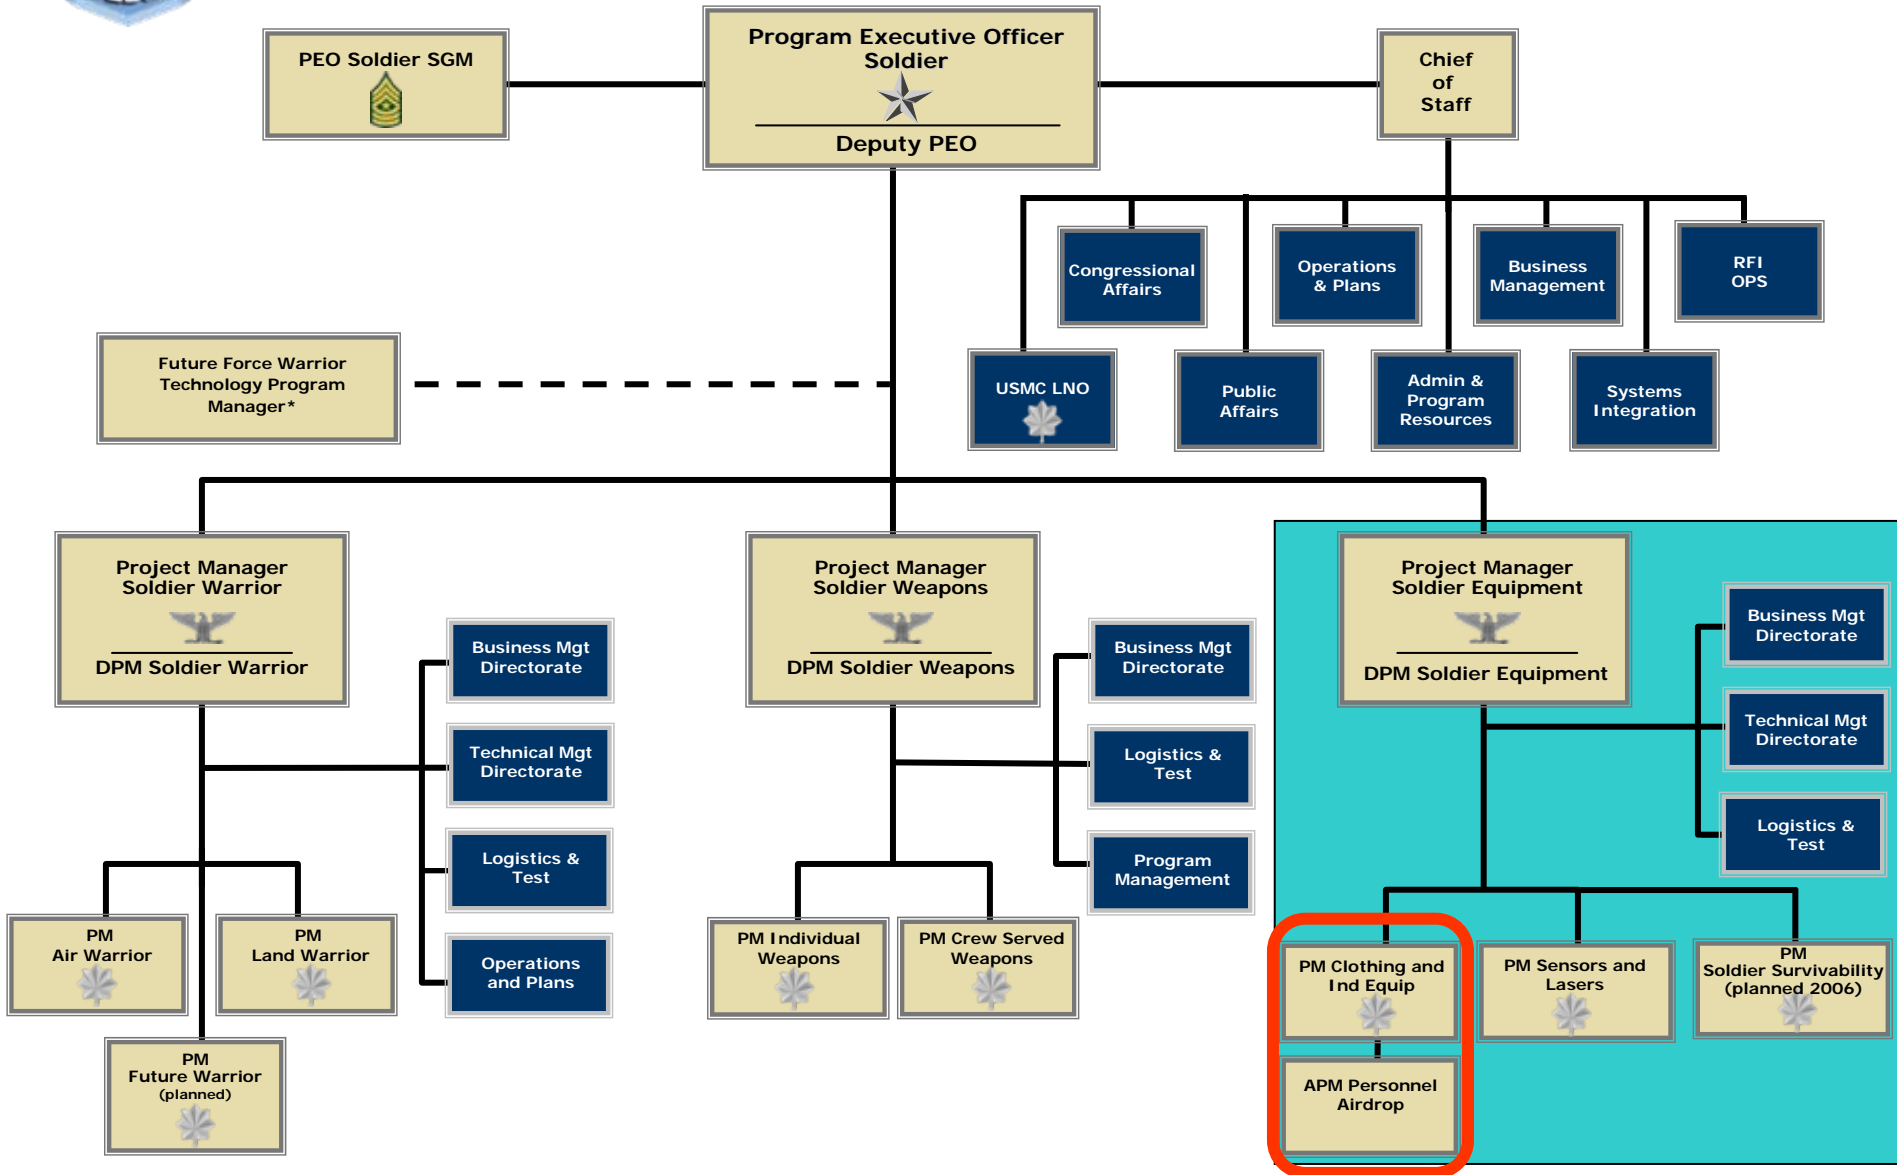 PEO Soldier SGM
Program Executive Officer
Soldier
Deputy PEO
Chief
of
Staff
Congressional
Affairs
Operations
& Plans
Business
Management
RFI
OPS
USMC LNO
Public
Affairs
Admin &
Program
Resources
Systems
Integration
Future Force Warrior
Technology Program
Manager*
Project Manager
Soldier Warrior
DPM Soldier Warrior
Business Mgt
Directorate
Technical Mgt
Directorate
Logistics &
Test
Operations
and Plans
PM
Air Warrior
PM
Land Warrior
PM
Future Warrior
(planned)
Project Manager
Soldier Weapons
DPM Soldier Weapons
Business Mgt
Directorate
Logistics &
Test
Program
Management
PM Individual
Weapons
PM Crew Served
Weapons
Project Manager
Soldier Equipment
DPM Soldier Equipment
Business Mgt
Directorate
Technical Mgt
Directorate
Logistics &
Test
PM Clothing and
Ind Equip
APM Personnel
Airdrop
PM Sensors and
Lasers
PM
Soldier Survivability
(planned 2006)